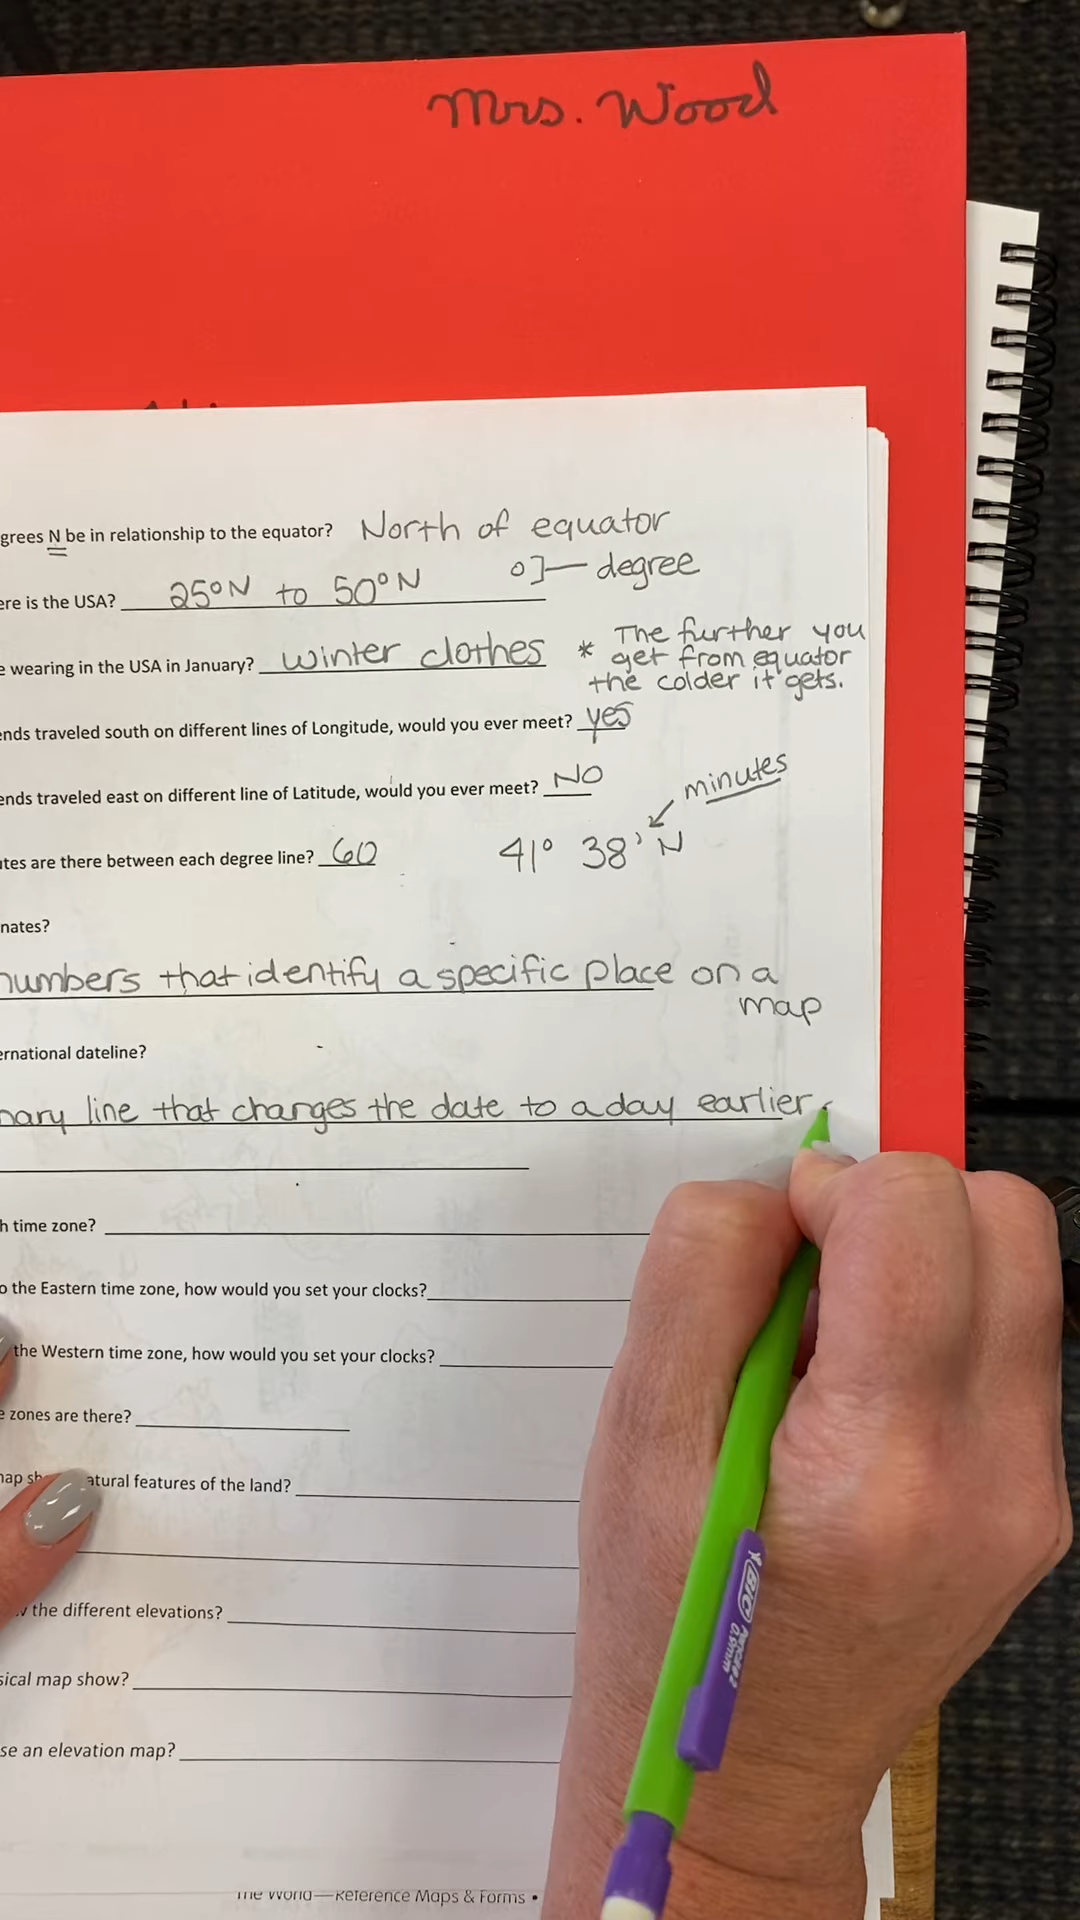 Mrs. Wood
grees N be in relationship to the equator? North of equator
ere is the USA? 25°N to 50°N o]— degree
e wearing in the USA in January? winter clothes * The further you
get from equator
the colder it gets.
ends traveled south on different lines of Longitude, would you ever meet? yes
ends traveled east on different line of Latitude, would you ever meet? NO
minutes
utes are there between each degree line? 60 41° 38' N
nates?
numbers that identify a specific place on a
map
ernational dateline?
nary line that changes the date to a day earlier
h time zone?
o the Eastern time zone, how would you set your clocks?
the Western time zone, how would you set your clocks?
e zones are there?
map sh atural features of the land?
w the different elevations?
sical map show?
se an elevation map?
The World—Reference Maps & Forms •
BIC
0.9mm